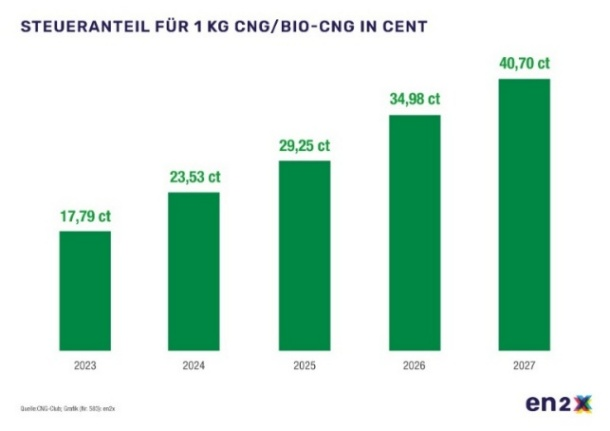 STEUERANTEIL FÜR 1 KG CNG/BIO-CNG IN CENT
40,70 ct
34,98 ct
29,25 ct
23,53 ct
17,79 ct
2023 2024 2025 2026 2027
Quelle: CNG-Club; Grafik (Nr. 585): en2x
en2x